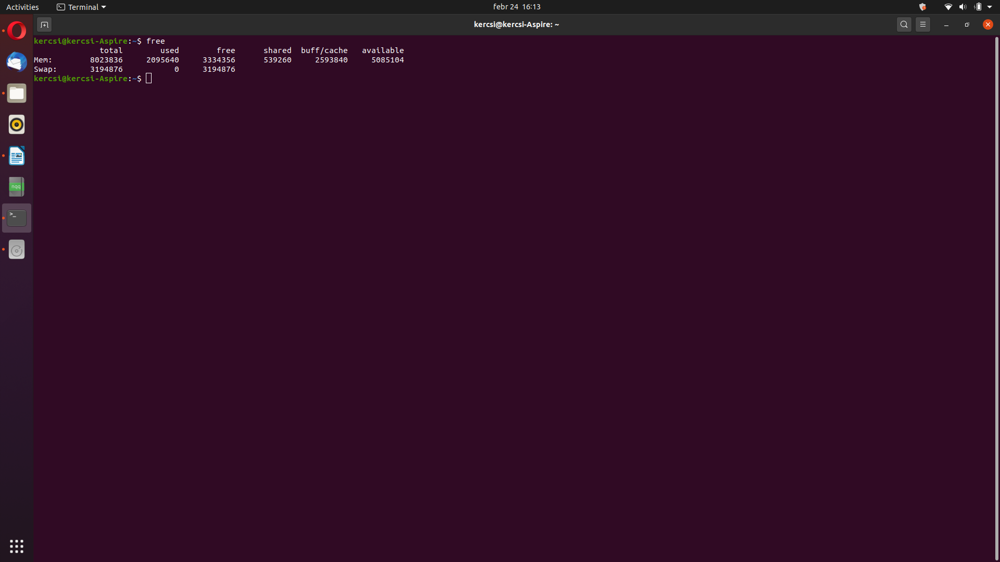 Activities Terminal febr 24 16:13
kercsi@kercsi-Aspire: ~
kercsi@kercsi-Aspire:~$ free
              total        used        free      shared  buff/cache   available
Mem:        8023836     2095640     3334356      539260     2593840     5085104
Swap:       3194876           0     3194876
kercsi@kercsi-Aspire:~$
nqq
>_